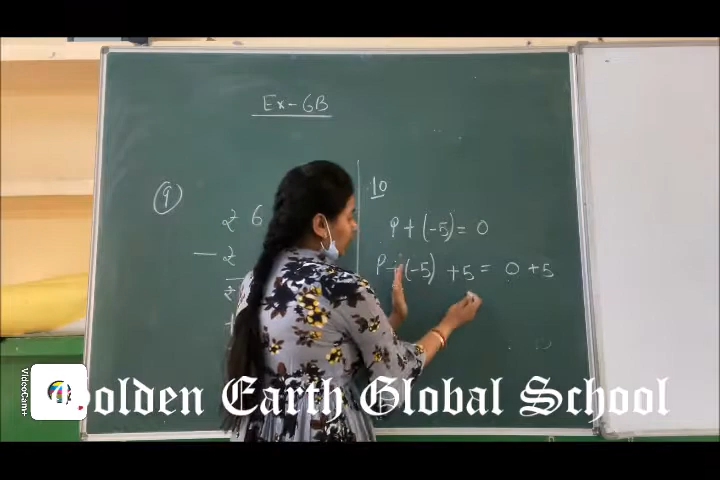 Ex-6B
9
10
P+(-5)=0
P+(-5)+5=0+5
Golden Earth Global School
VideoCam+